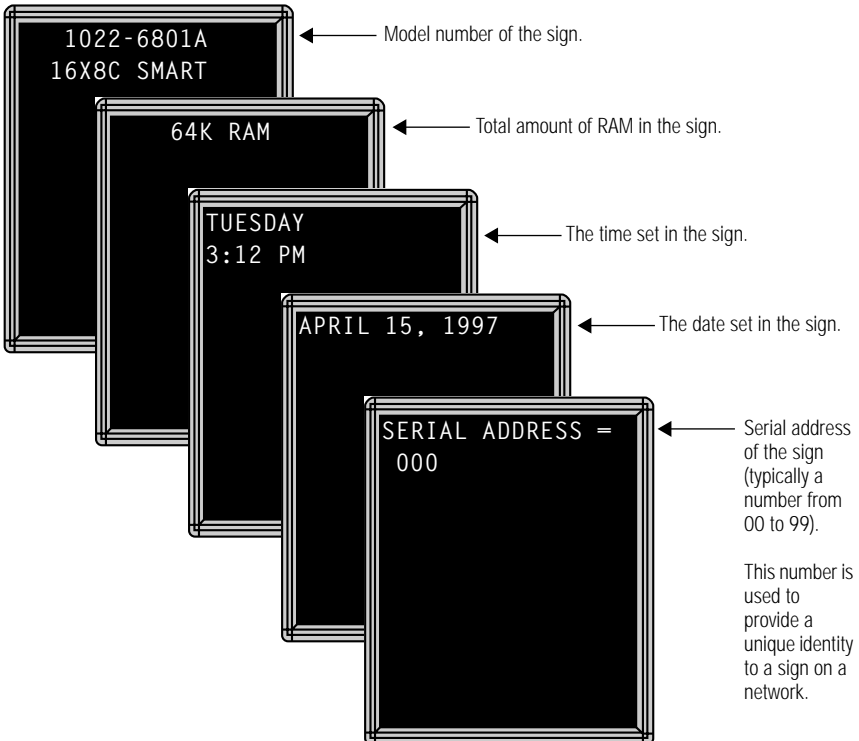 1022-6801A
16X8C SMART
Model number of the sign.
64K RAM
Total amount of RAM in the sign.
TUESDAY
3:12 PM
The time set in the sign.
APRIL 15, 1997
The date set in the sign.
SERIAL ADDRESS =
000
Serial address
of the sign
(typically a
number from
00 to 99).
This number is
used to
provide a
unique identity
to a sign on a
network.